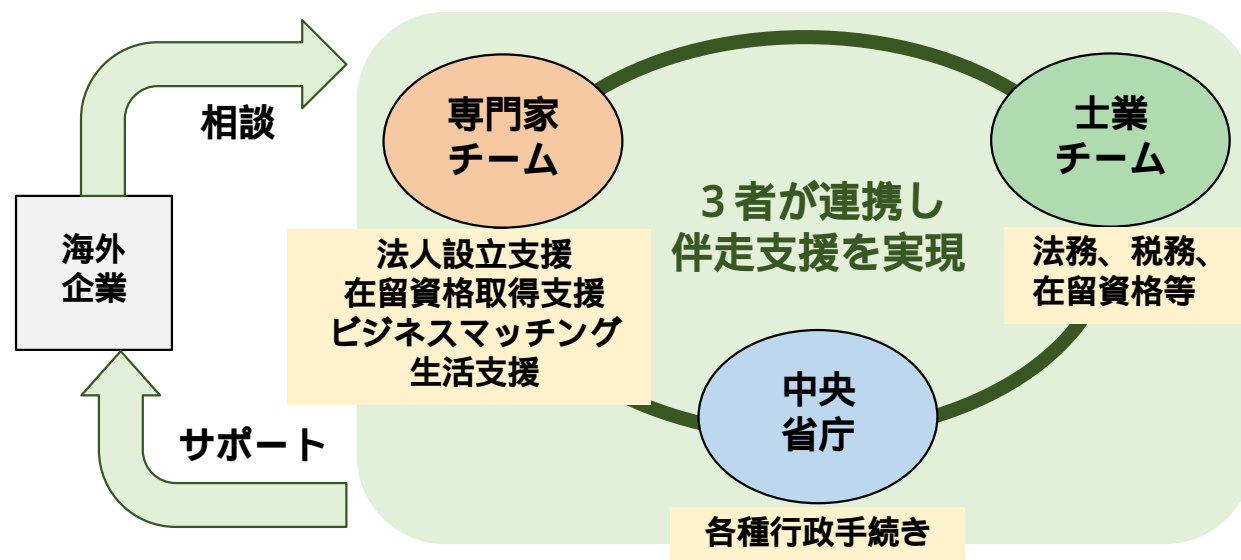 相談
専門家
チーム
士業
チーム
３者が連携し
伴走支援を実現
海外
企業
法人設立支援
在留資格取得支援
ビジネスマッチング
生活支援
法務、税務、
在留資格等
中央
省庁
サポート
各種行政手続き